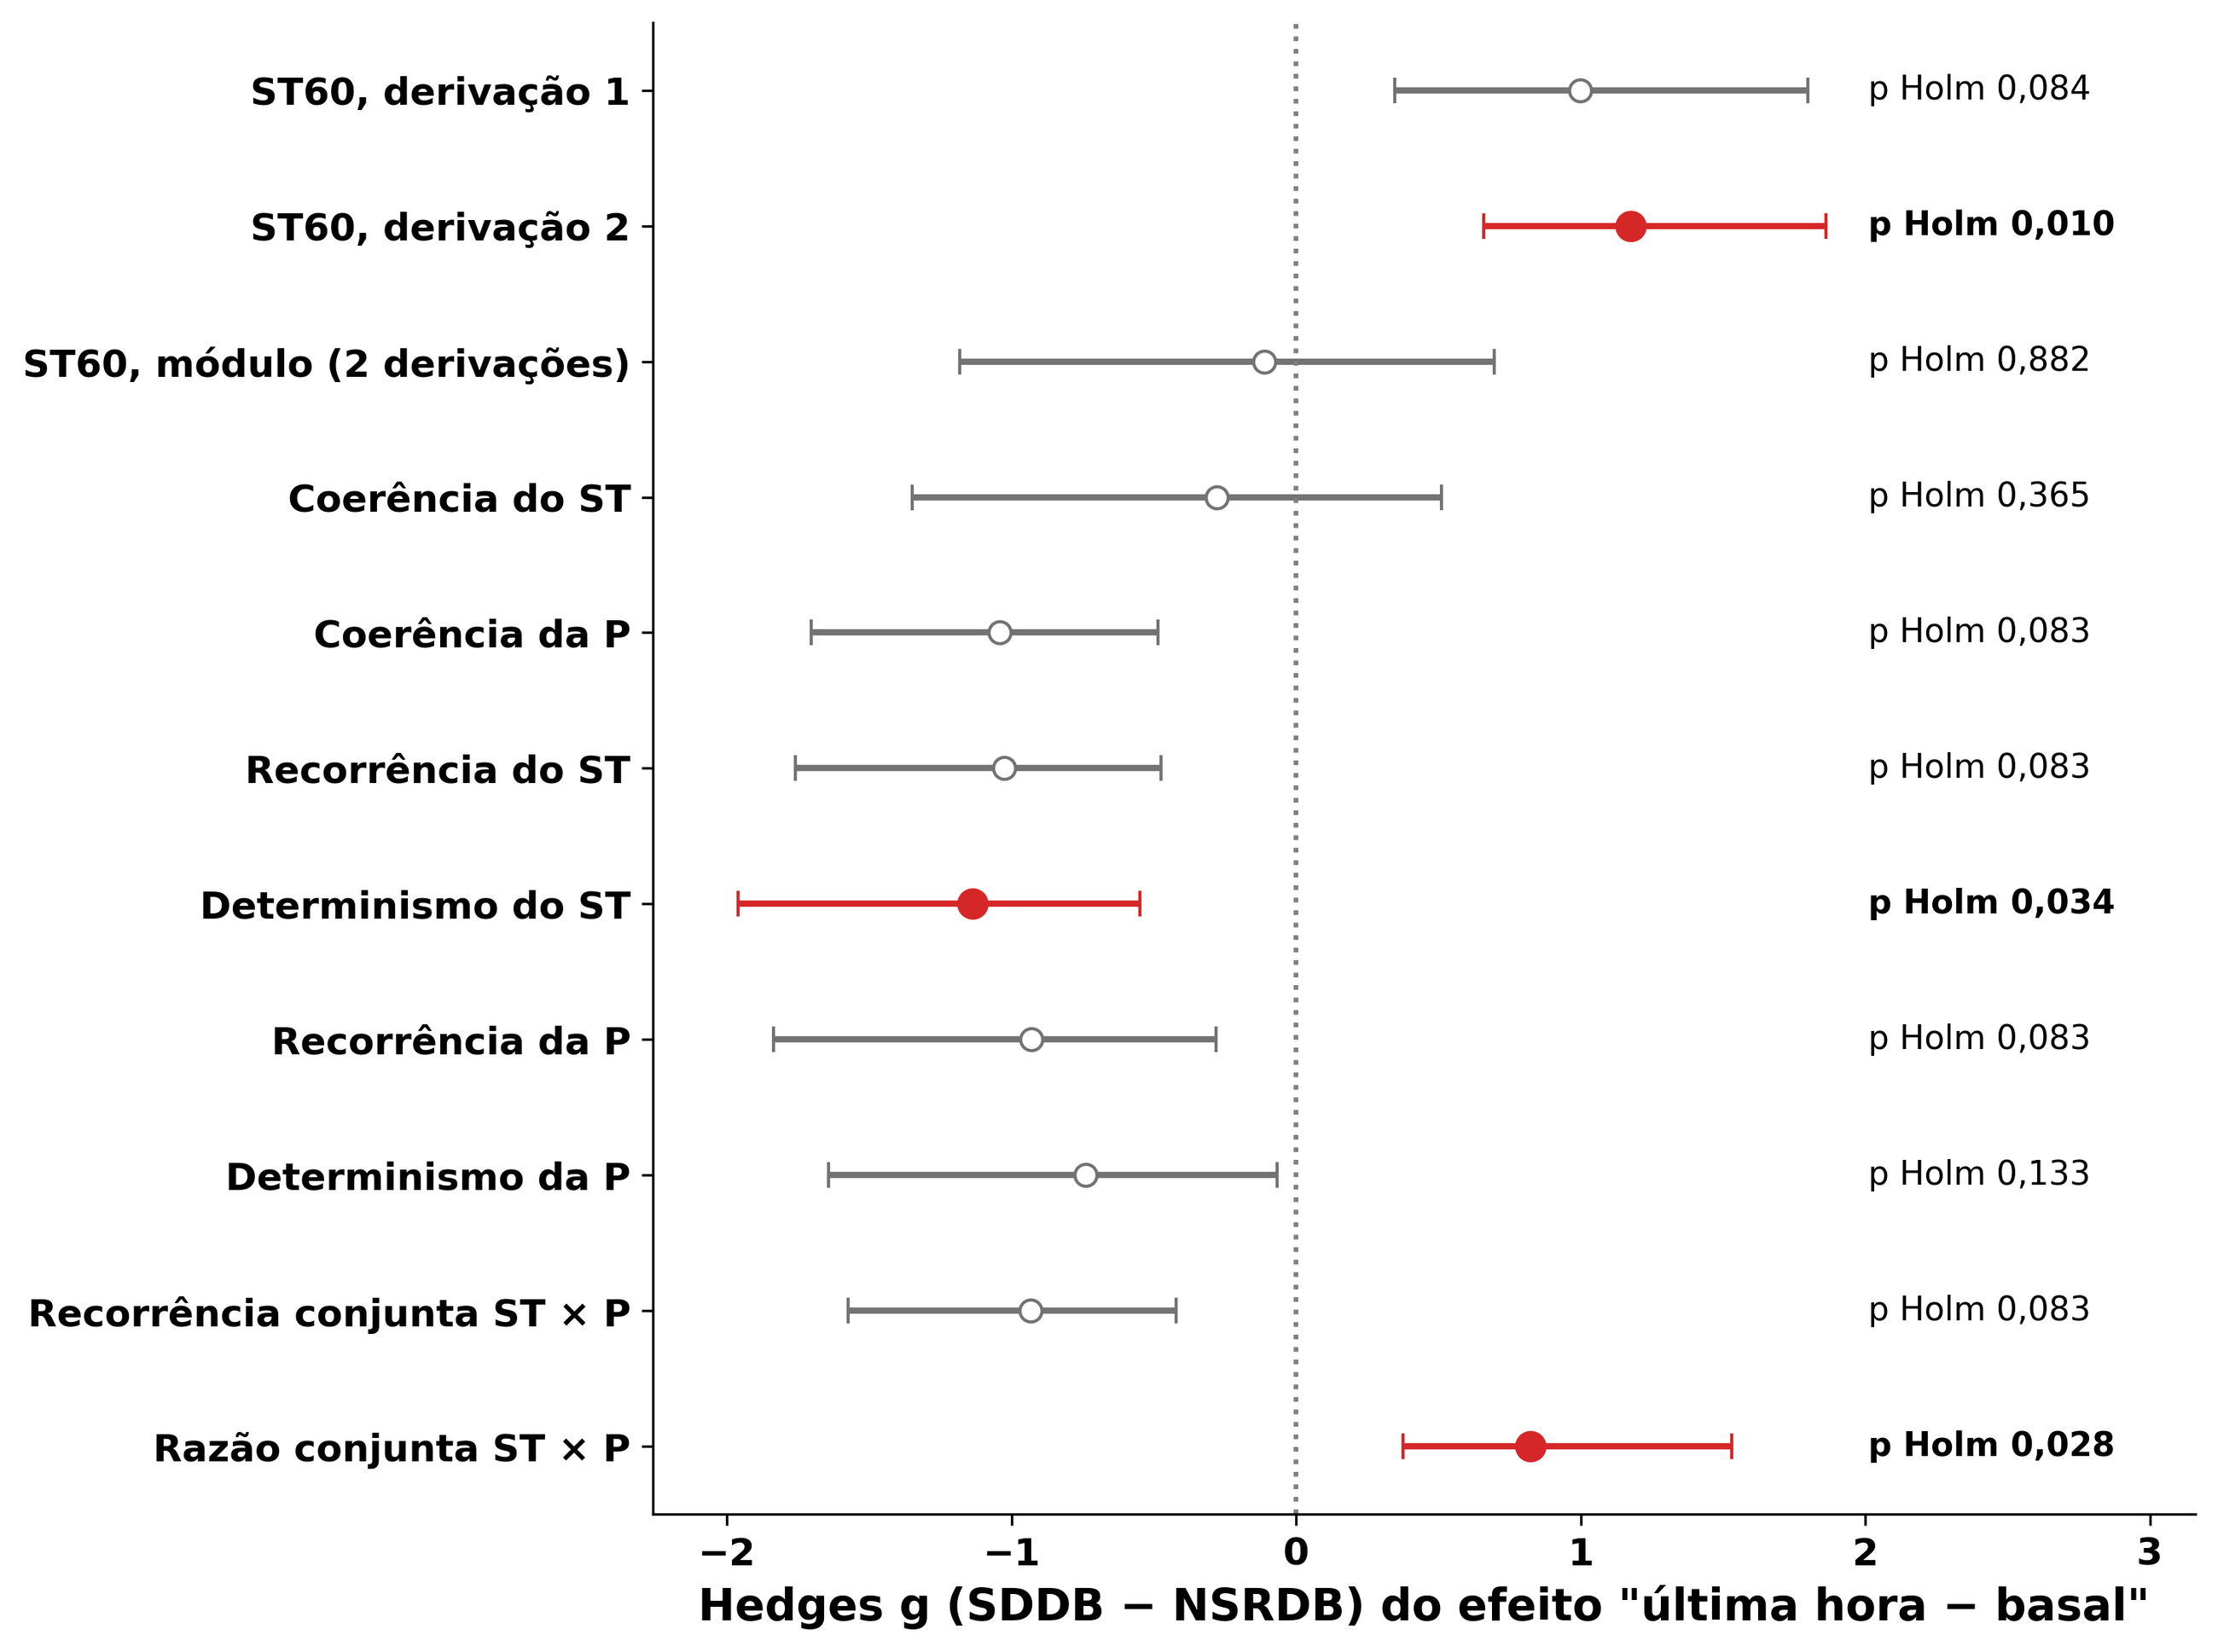 ST60, derivação 1 p Holm 0,084
ST60, derivação 2 p Holm 0,010
ST60, módulo (2 derivações) p Holm 0,882
Coerência do ST p Holm 0,365
Coerência da P p Holm 0,083
Recorrência do ST p Holm 0,083
Determinismo do ST p Holm 0,034
Recorrência da P p Holm 0,083
Determinismo da P p Holm 0,133
Recorrência conjunta ST × P p Holm 0,083
Razão conjunta ST × P p Holm 0,028
−2 −1 0 1 2 3
Hedges g (SDDB − NSRDB) do efeito "última hora − basal"